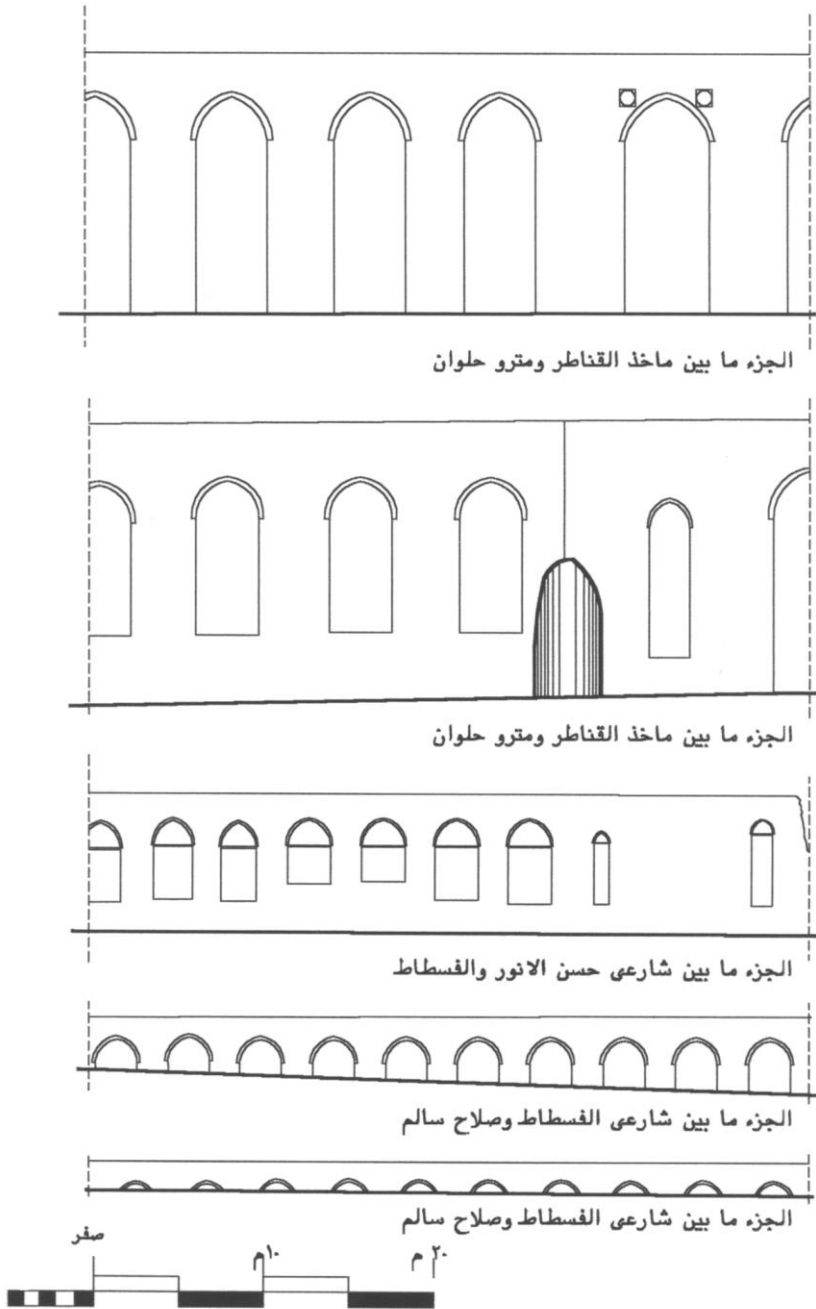 الجزء ما بين ماخذ القناطر ومترو حلوان
الجزء ما بين ماخذ القناطر ومترو حلوان
الجزء ما بين شارعى حسن الانور والفسطاط
الجزء ما بين شارعى الفسطاط وصلاح سالم
الجزء ما بين شارعى الفسطاط وصلاح سالم
صفر ١٠م ٢٠ م